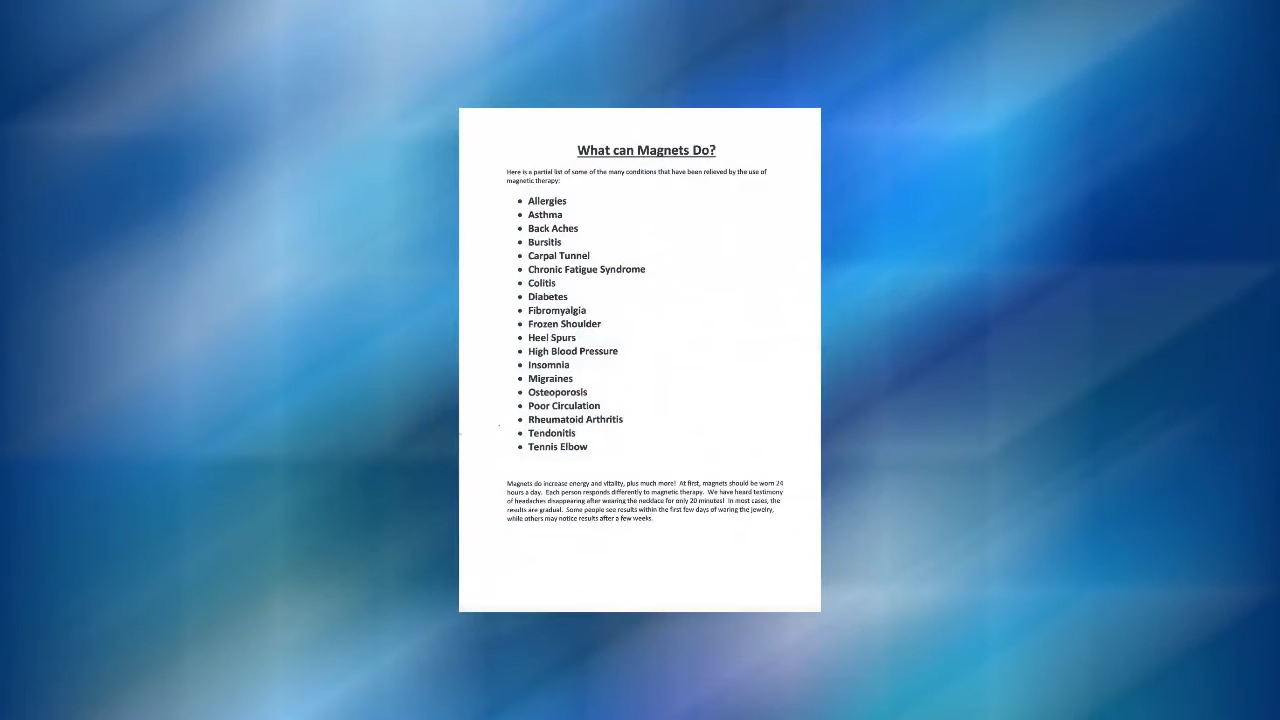 What can Magnets Do?
Here is a partial list of some of the many conditions that have been relieved by the use of
magnetic therapy:
• Allergies
• Asthma
• Back Aches
• Bursitis
• Carpal Tunnel
• Chronic Fatigue Syndrome
• Colitis
• Diabetes
• Fibromyalgia
• Frozen Shoulder
• Heel Spurs
• High Blood Pressure
• Insomnia
• Migraines
• Osteoporosis
• Poor Circulation
• Rheumatoid Arthritis
• Tendonitis
• Tennis Elbow
Magnets do increase energy and vitality, plus much more! At first, magnets should be worn 24
hours a day. Each person responds differently to magnetic therapy. We have heard testimony
of headaches disappearing after wearing the necklace for only 20 minutes! In most cases, the
results are gradual. Some people see results within the first few days of waring the jewelry,
while others may notice results after a few weeks.